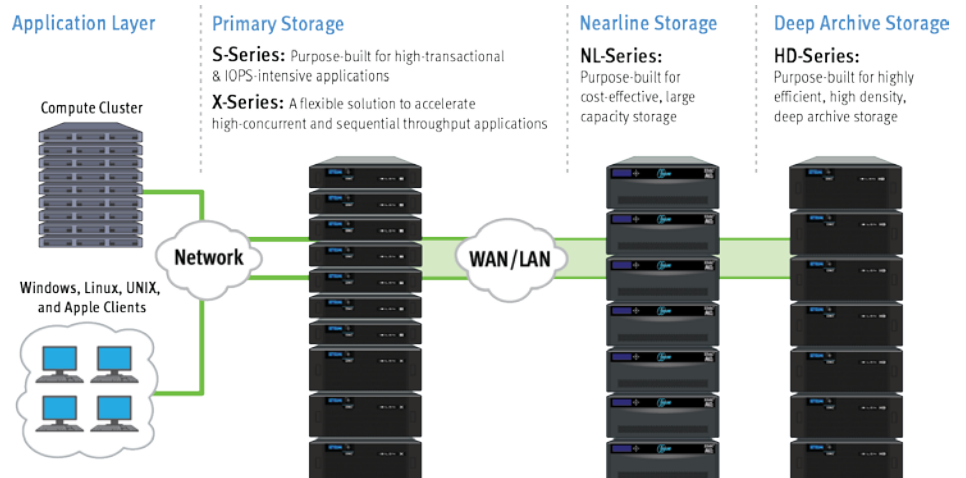 Application Layer
Primary Storage
S-Series: Purpose-built for high-transactional
& IOPS-intensive applications
X-Series: A flexible solution to accelerate
high-concurrent and sequential throughput applications
Nearline Storage
NL-Series:
Purpose-built for
cost-effective, large
capacity storage
Deep Archive Storage
HD-Series:
Purpose-built for highly
efficient, high density,
deep archive storage
Compute Cluster
Network
WAN/LAN
Windows, Linux, UNIX,
and Apple Clients